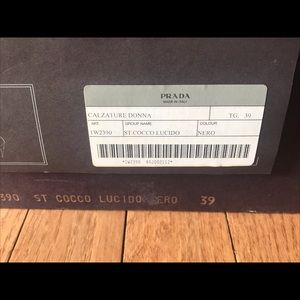 PRADA
MADE IN ITALY
CALZATURE DONNA TG. 39
ART. GROUP NAME COLOUR
1W2390 ST.COCCO LUCIDO NERO
390 ST COCCO LUCIDO NERO 39